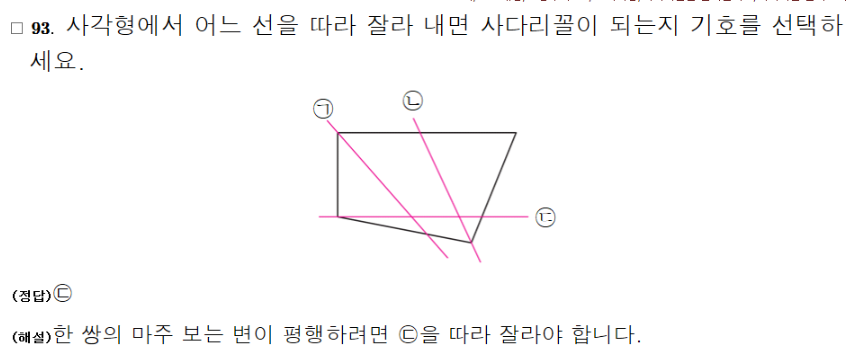 □ 93. 사각형에서 어느 선을 따라 잘라 내면 사다리꼴이 되는지 기호를 선택하
세요.
㉠
㉡
㉢
(정답)㉢
(해설)한 쌍의 마주 보는 변이 평행하려면 ㉢을 따라 잘라야 합니다.